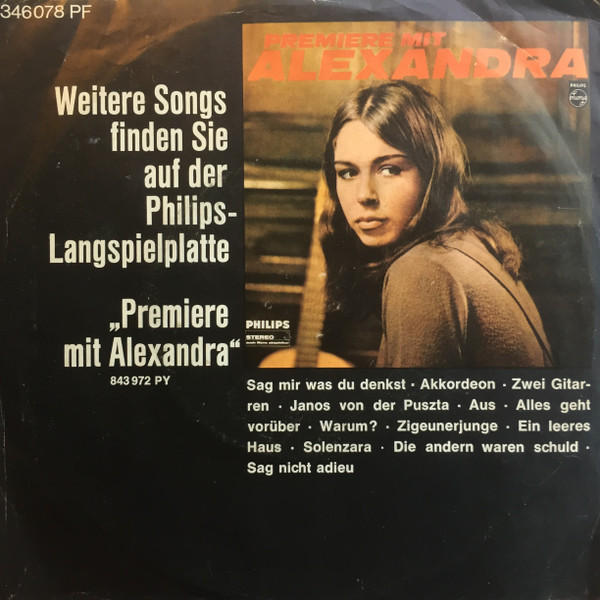 346078 PF
Weitere Songs
finden Sie
auf der
Philips-
Langspielplatte
„Premiere
mit Alexandra“
843 972 PY
PREMIERE MIT
ALEXANDRA
PHILIPS
PHILIPS
STEREO
Sag mir was du denkst · Akkordeon · Zwei Gitar-
ren · Janos von der Puszta · Aus · Alles geht
vorüber · Warum? · Zigeunerjunge · Ein leeres
Haus · Solenzara · Die andern waren schuld ·
Sag nicht adieu